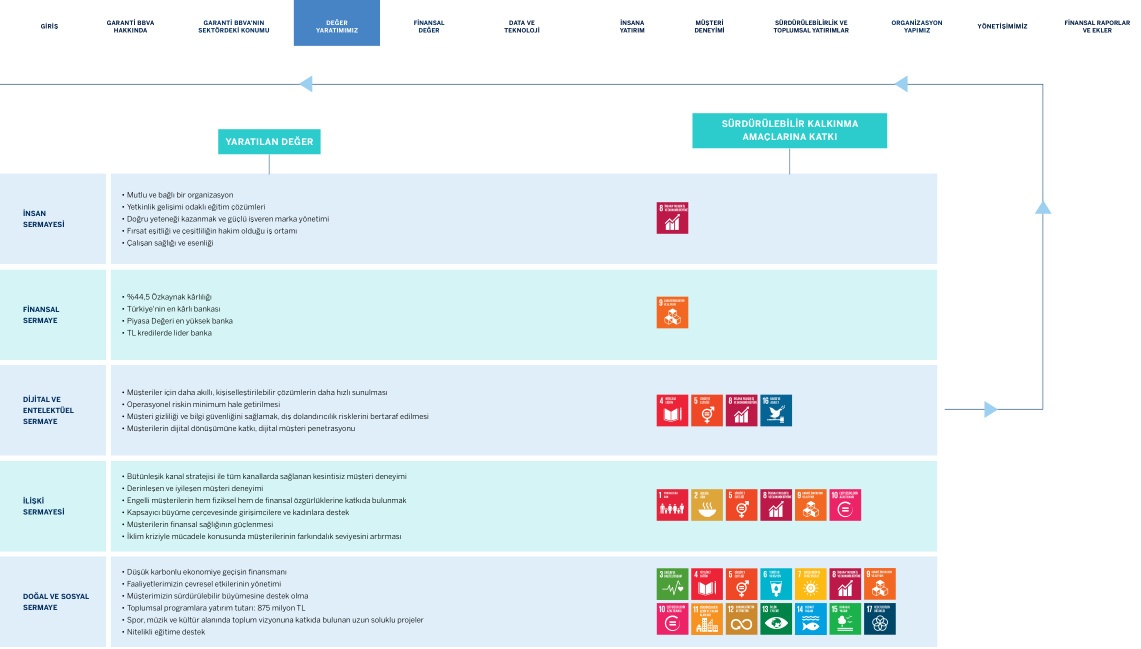 GİRİŞ
GARANTİ BBVA
HAKKINDA
GARANTİ BBVA'NIN
SEKTÖRDEKİ KONUMU
DEĞER
YARATIMIMIZ
FİNANSAL
DEĞER
DATA VE
TEKNOLOJİ
İNSANA
YATIRIM
MÜŞTERİ
DENEYİMİ
SÜRDÜRÜLEBİLİRLİK VE
TOPLUMSAL YATIRIMLAR
ORGANİZASYON
YAPIMIZ
YÖNETİŞİMİMİZ
FİNANSAL RAPORLAR
VE EKLER
YARATILAN DEĞER
SÜRDÜRÜLEBİLİR KALKINMA
AMAÇLARINA KATKI
İNSAN
SERMAYESİ
• Mutlu ve bağlı bir organizasyon
• Yetkinlik gelişimi odaklı eğitim çözümleri
• Doğru yeteneği kazanmak ve güçlü işveren marka yönetimi
• Fırsat eşitliği ve çeşitliliğin hakim olduğu iş ortamı
• Çalışan sağlığı ve esenliği
8
FİNANSAL
SERMAYE
• %44,5 Özkaynak kârlılığı
• Türkiye'nin en kârlı bankası
• Piyasa Değeri en yüksek banka
• TL kredilerde lider banka
9
DİJİTAL VE
ENTELEKTÜEL
SERMAYE
• Müşteriler için daha akıllı, kişiselleştirilebilir çözümlerin daha hızlı sunulması
• Operasyonel riskin minimum hale getirilmesi
• Müşteri gizliliği ve bilgi güvenliğini sağlamak, dış dolandırıcılık risklerini bertaraf edilmesi
• Müşterilerin dijital dönüşümüne katkı, dijital müşteri penetrasyonu
4 5 8 16
İLİŞKİ
SERMAYESİ
• Bütünleşik kanal stratejisi ile tüm kanallarda sağlanan kesintisiz müşteri deneyimi
• Derinleşen ve iyileşen müşteri deneyimi
• Engelli müşterilerin hem fiziksel hem de finansal özgürlüklerine katkıda bulunmak
• Kapsayıcı büyüme çerçevesinde girişimcilere ve kadınlara destek
• Müşterilerin finansal sağlığının güçlenmesi
• İklim kriziyle mücadele konusunda müşterilerinin farkındalık seviyesini artırması
1 2 5 8 9 10
DOĞAL VE SOSYAL
SERMAYE
• Düşük karbonlu ekonomiye geçişin finansmanı
• Faaliyetlerimizin çevresel etkilerinin yönetimi
• Müşterimizin sürdürülebilir büyümesine destek olma
• Toplumsal programlara yatırım tutarı: 875 milyon TL
• Spor, müzik ve kültür alanında toplum vizyonuna katkıda bulunan uzun soluklu projeler
• Nitelikli eğitime destek
3 4 5 6 7 8 9
10 11 12 13 14 15 17